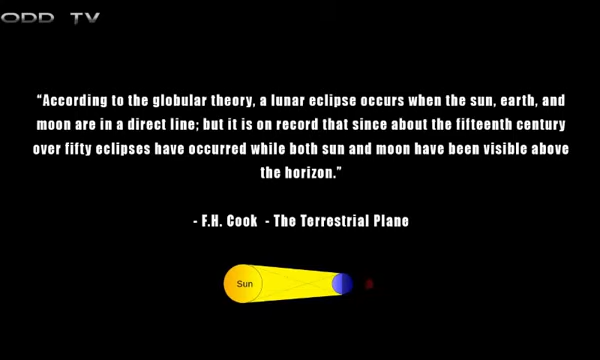 ODD TV
“According to the globular theory, a lunar eclipse occurs when the sun, earth, and
moon are in a direct line; but it is on record that since about the fifteenth century
over fifty eclipses have occurred while both sun and moon have been visible above
the horizon.”
- F.H. Cook - The Terrestrial Plane
Sun